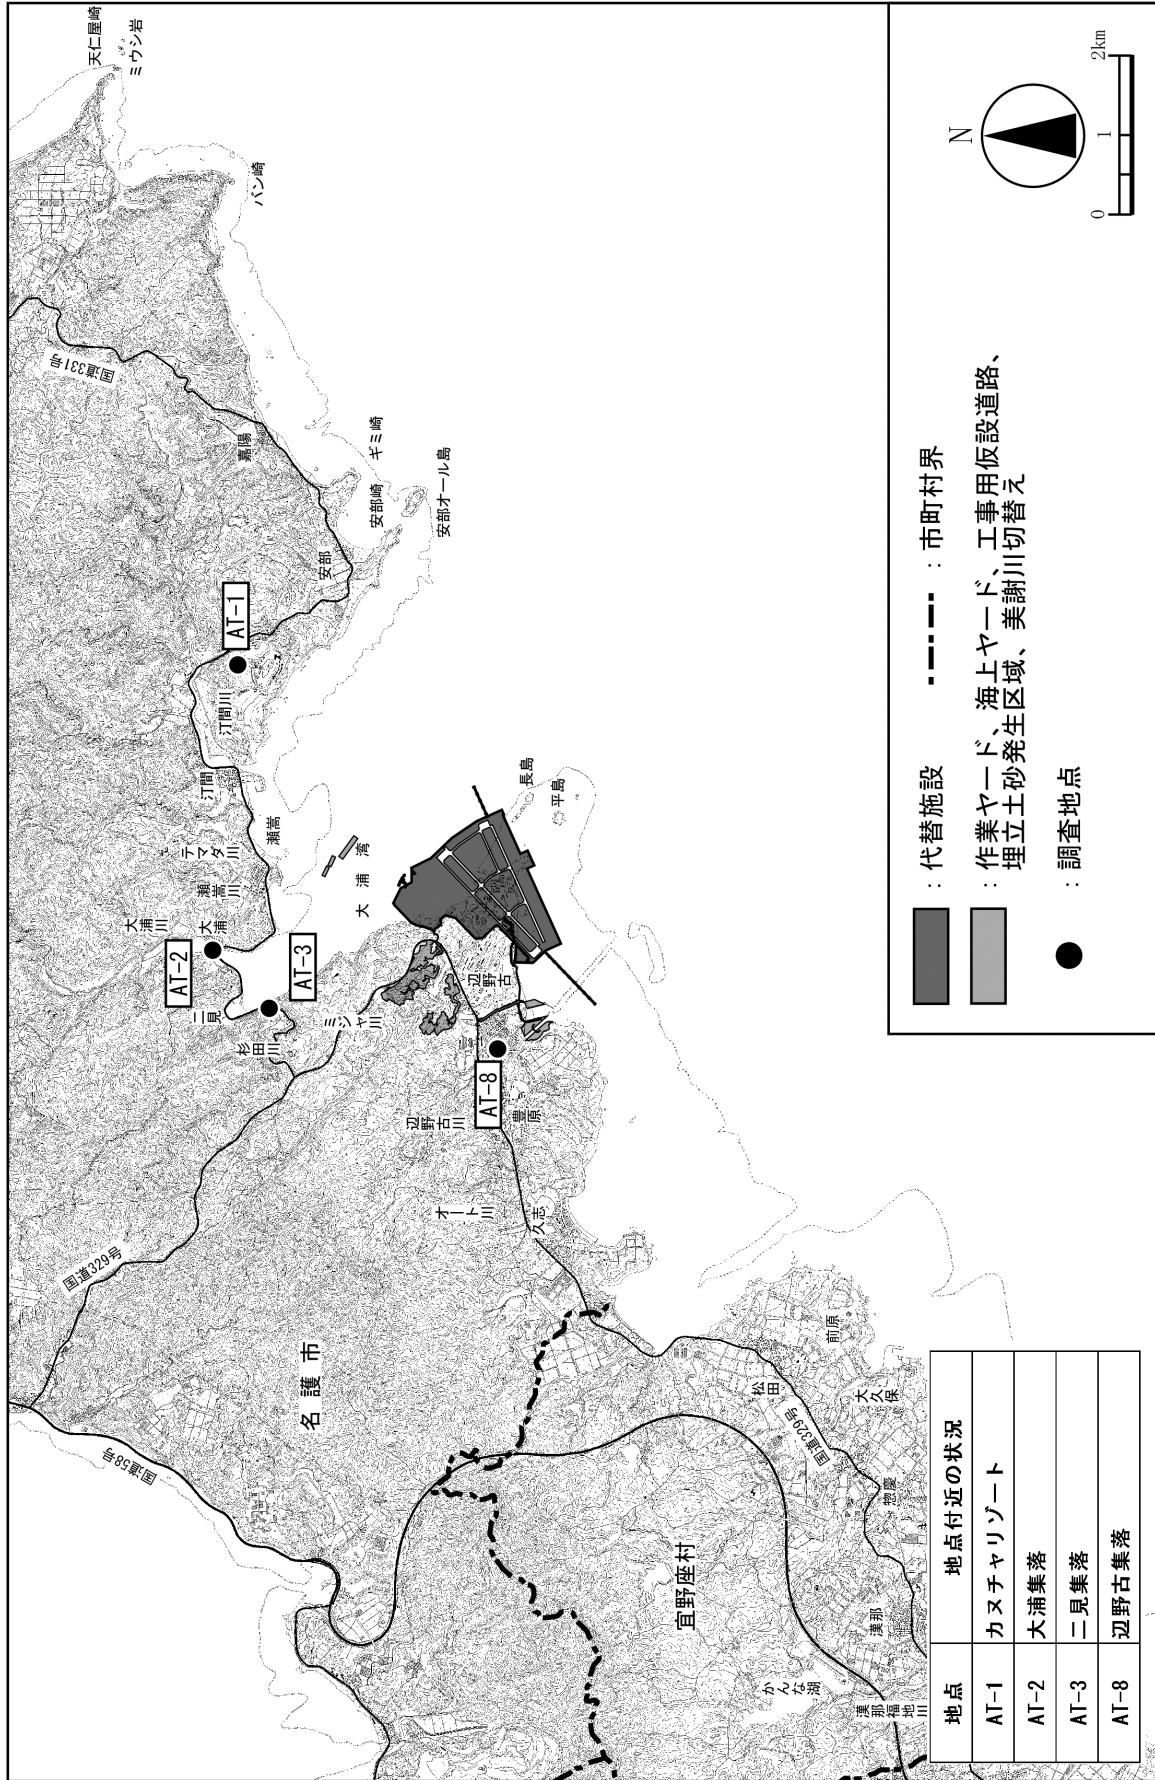 天仁屋崎
ミウシ岩
バン崎
国道331号
嘉陽
ギミ崎
安部崎
安部オール島
安部
AT-1
汀間川
汀間
テマダ川
瀬嵩
瀬嵩川
大浦川
大浦
AT-2
AT-3
二見
杉田川
大浦湾
長島
平島
ミジャ川
辺野古
AT-8
辺野古川
豊原
オート川
久志
国道329号
名護市
国道58号
宜野座村
松田
国道329号
前原
大久保
惣慶
漢那
かんな湖
漢那福地川
N
0 1 2km
：代替施設
：市町村界
：作業ヤード、海上ヤード、工事用仮設道路、
埋立土砂発生区域、美謝川切替え
：調査地点
地点 地点付近の状況
AT-1 カヌチャリゾート
AT-2 大浦集落
AT-3 二見集落
AT-8 辺野古集落